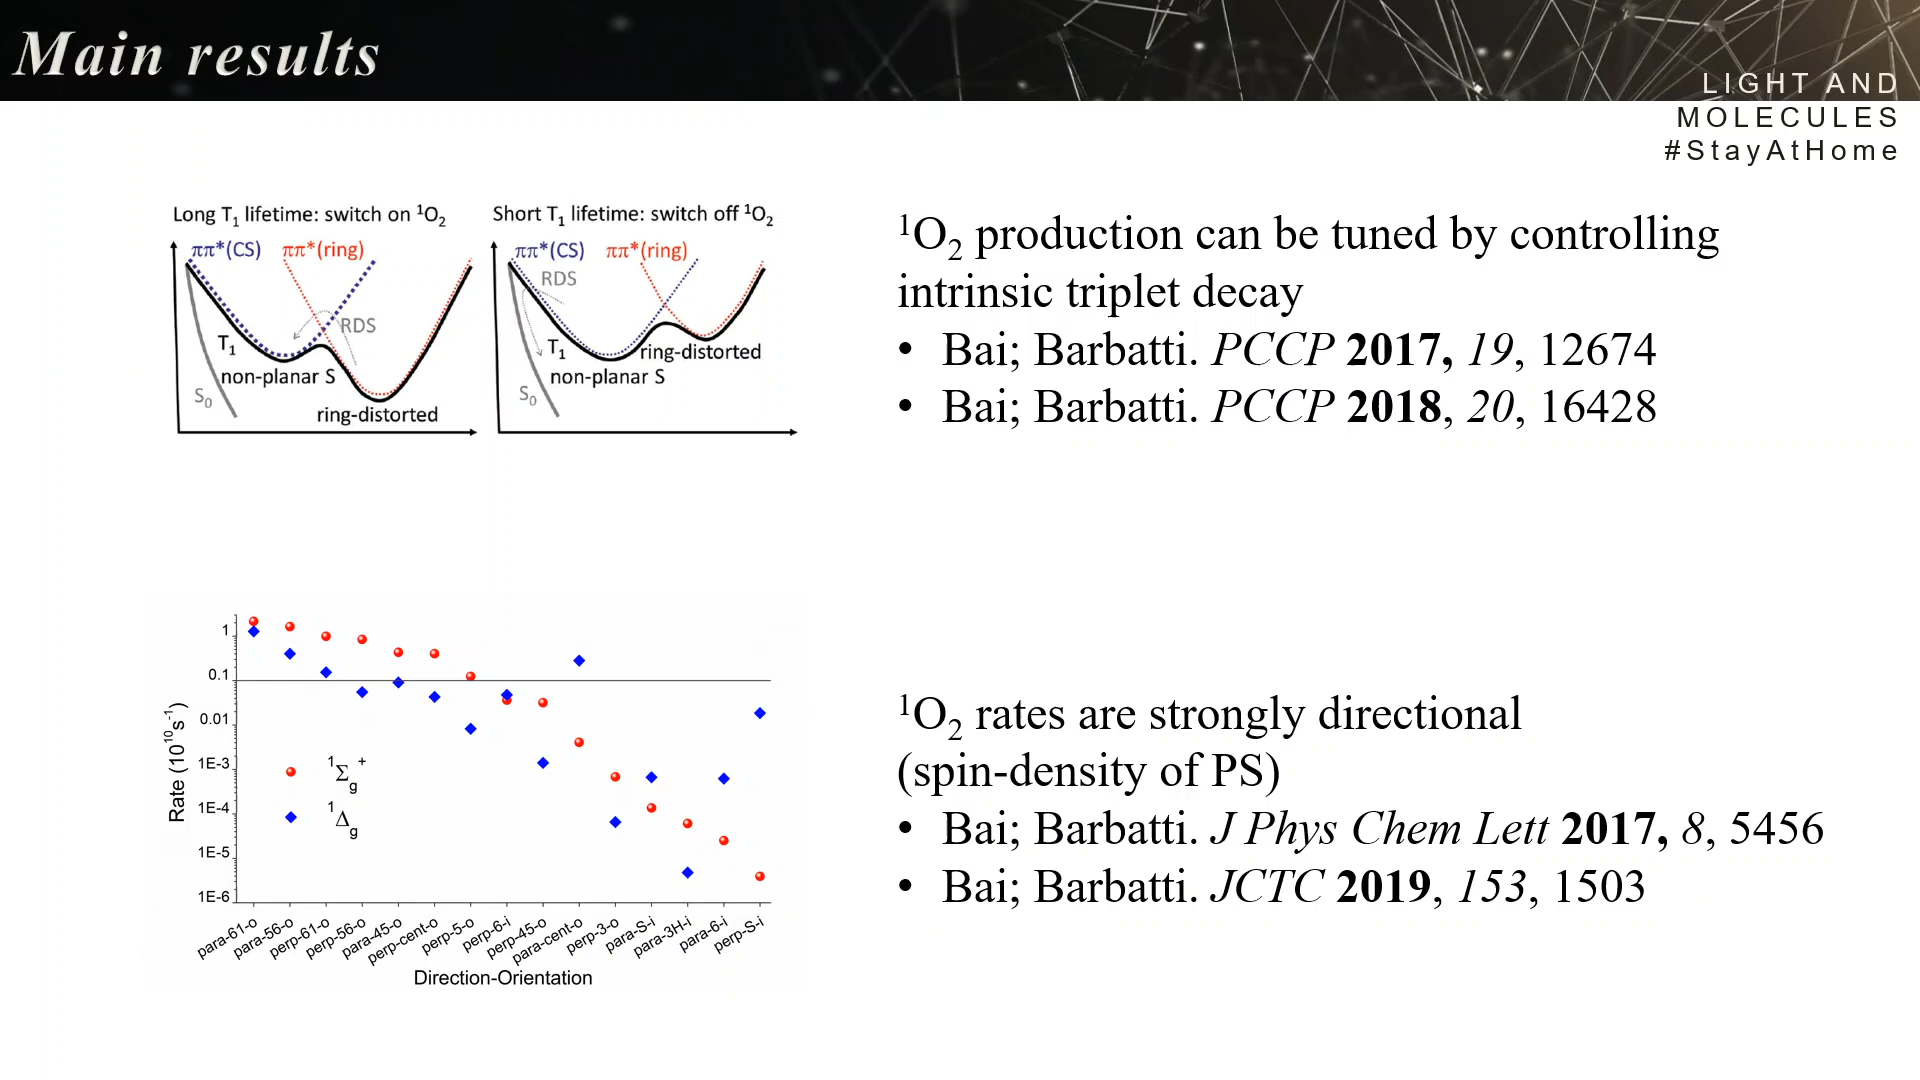 Main results
LIGHT AND
MOLECULES
#StayAtHome
Long T₁ lifetime: switch on ¹O₂
ππ*(CS) ππ*(ring)
RDS
T₁
non-planar S
S₀
ring-distorted
Short T₁ lifetime: switch off ¹O₂
ππ*(CS) ππ*(ring)
RDS
T₁
ring-distorted
non-planar S
S₀
¹O₂ production can be tuned by controlling
intrinsic triplet decay
• Bai; Barbatti. PCCP 2017, 19, 12674
• Bai; Barbatti. PCCP 2018, 20, 16428
Rate (10¹⁰s⁻¹)
1
0.1
0.01
1E-3
1E-4
1E-5
1E-6
¹Σg⁺
¹Δg
para-61-o
para-56-o
perp-61-o
perp-56-o
para-45-o
perp-cent-o
perp-5-o
perp-6-i
perp-45-o
para-cent-o
perp-3-o
para-S-i
para-3H-i
para-6-i
perp-S-i
Direction-Orientation
¹O₂ rates are strongly directional
(spin-density of PS)
• Bai; Barbatti. J Phys Chem Lett 2017, 8, 5456
• Bai; Barbatti. JCTC 2019, 153, 1503